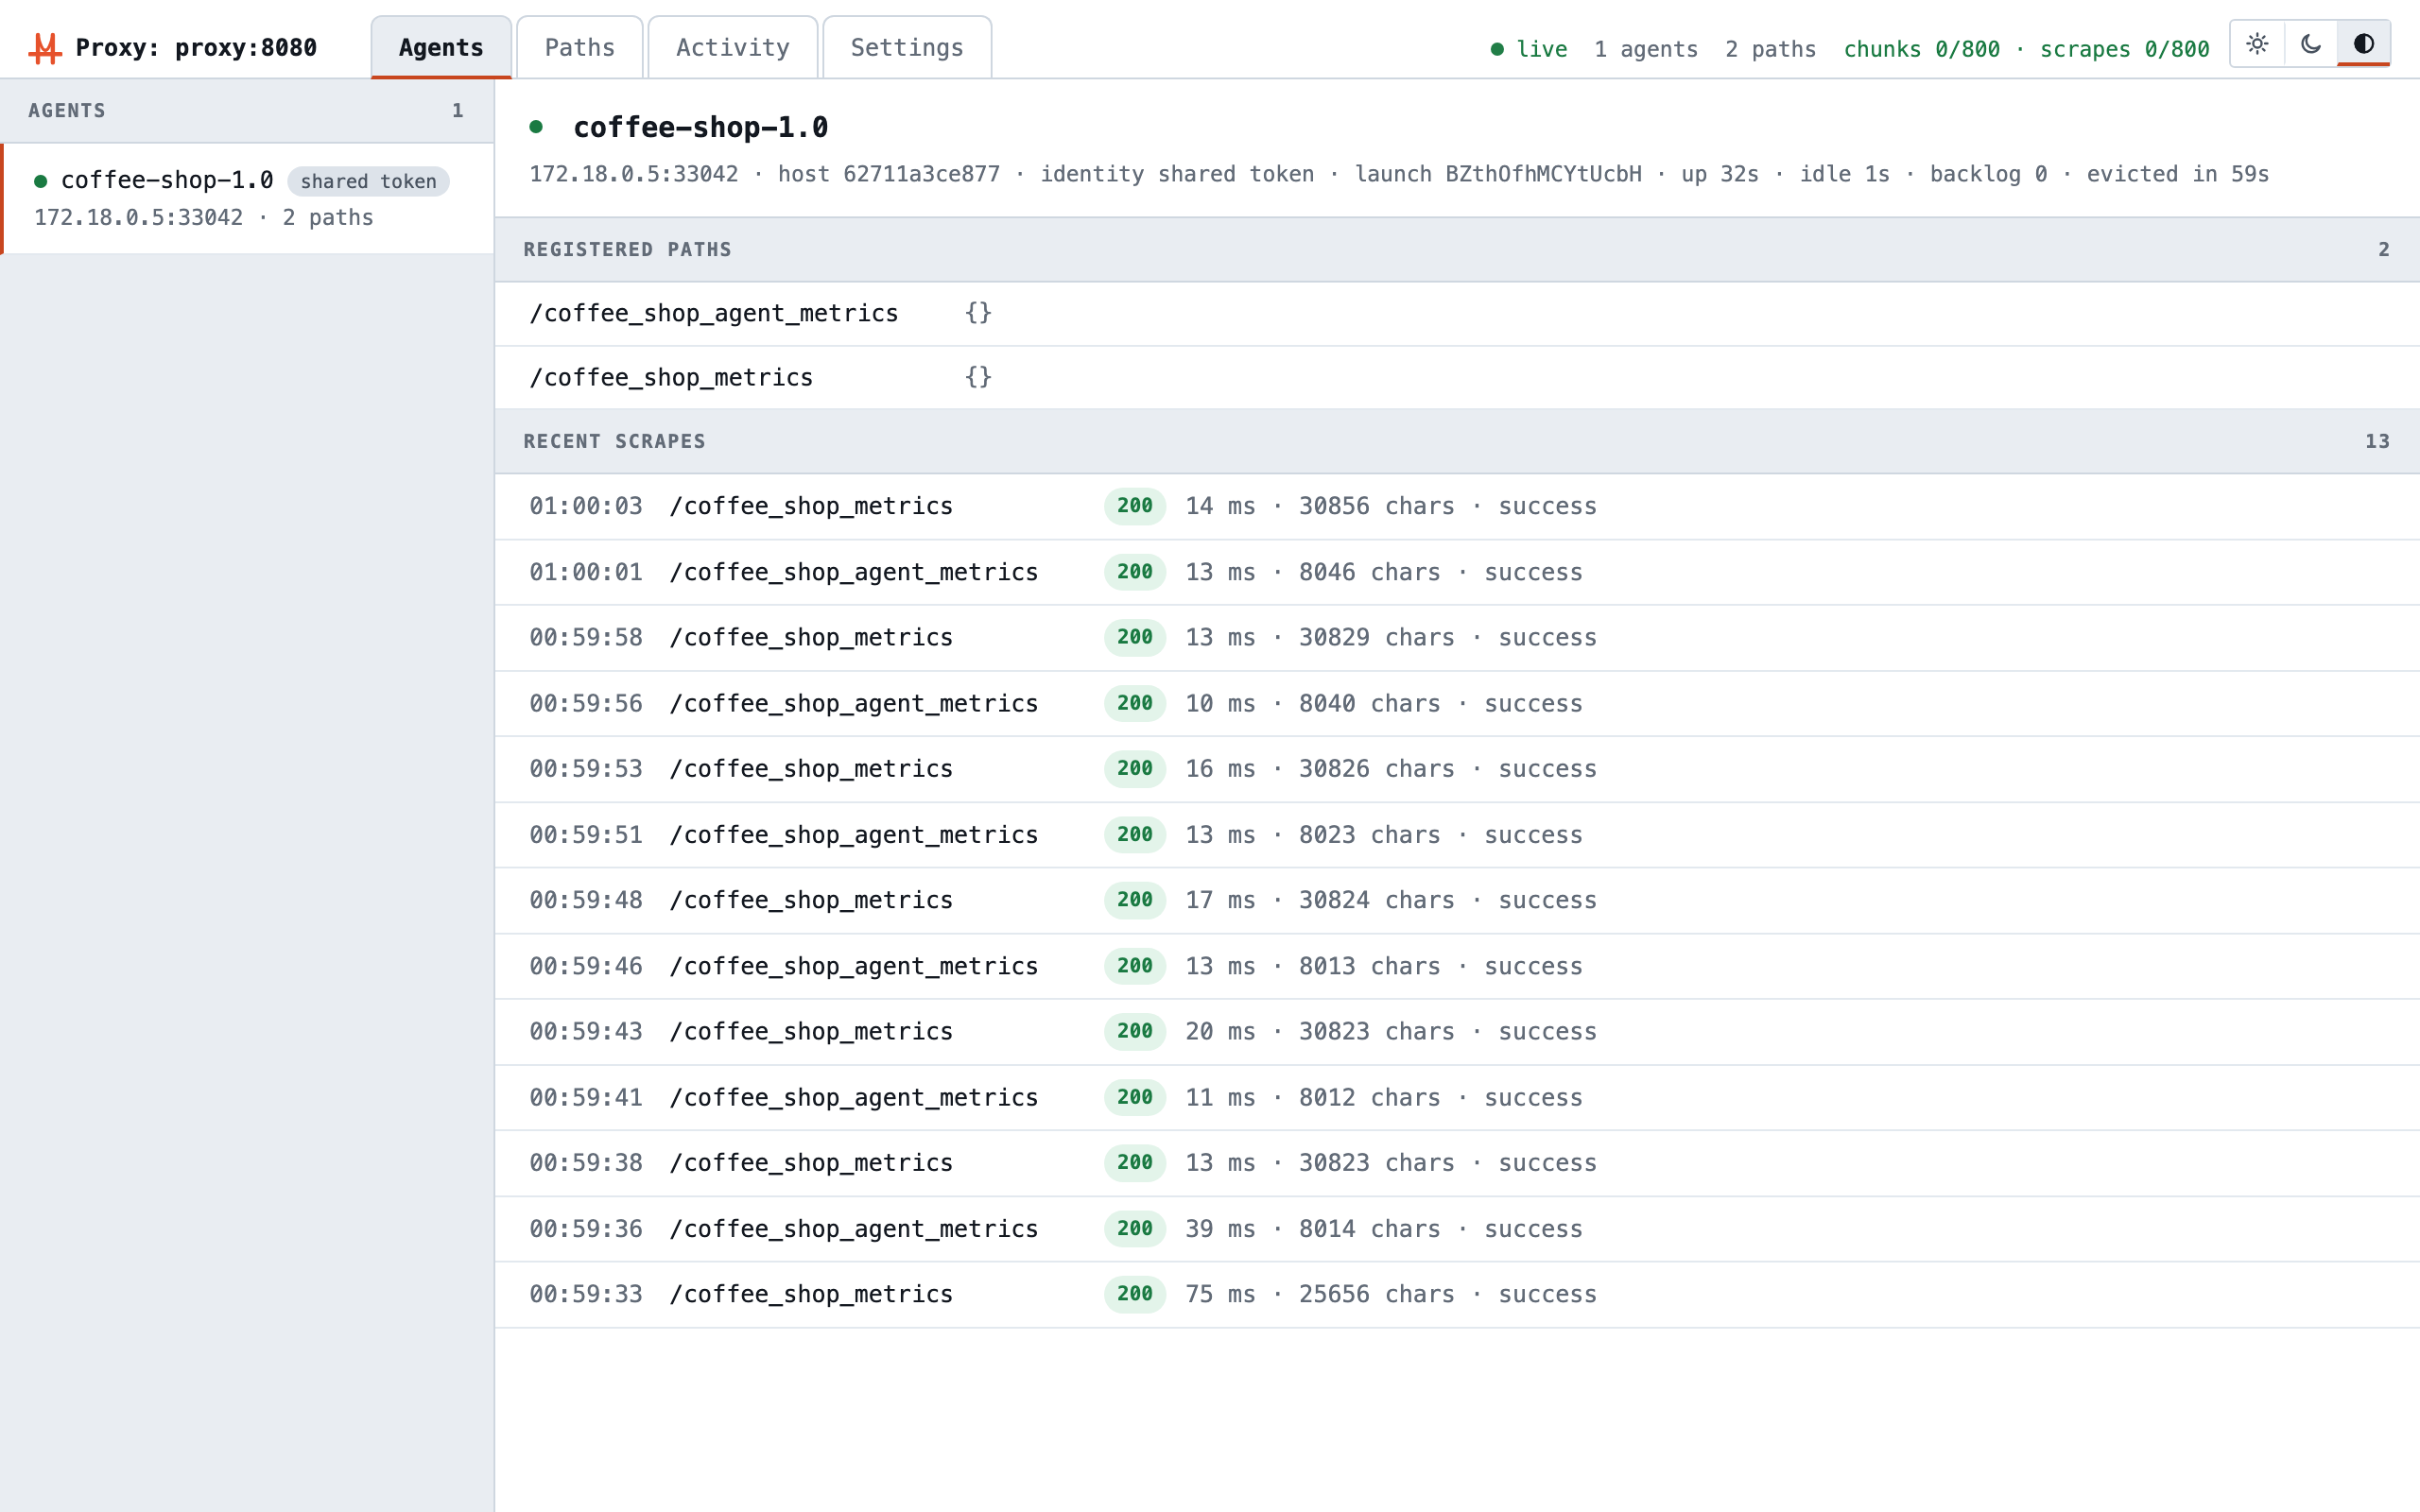 Proxy: proxy:8080 Agents Paths Activity Settings live 1 agents 2 paths chunks 0/800 · scrapes 0/800
AGENTS 1
coffee-shop-1.0 shared token
172.18.0.5:33042 · 2 paths
coffee-shop-1.0
172.18.0.5:33042 · host 62711a3ce877 · identity shared token · launch BZthOfhMCYtUcbH · up 32s · idle 1s · backlog 0 · evicted in 59s
REGISTERED PATHS 2
/coffee_shop_agent_metrics {}
/coffee_shop_metrics {}
RECENT SCRAPES 13
01:00:03 /coffee_shop_metrics 200 14 ms · 30856 chars · success
01:00:01 /coffee_shop_agent_metrics 200 13 ms · 8046 chars · success
00:59:58 /coffee_shop_metrics 200 13 ms · 30829 chars · success
00:59:56 /coffee_shop_agent_metrics 200 10 ms · 8040 chars · success
00:59:53 /coffee_shop_metrics 200 16 ms · 30826 chars · success
00:59:51 /coffee_shop_agent_metrics 200 13 ms · 8023 chars · success
00:59:48 /coffee_shop_metrics 200 17 ms · 30824 chars · success
00:59:46 /coffee_shop_agent_metrics 200 13 ms · 8013 chars · success
00:59:43 /coffee_shop_metrics 200 20 ms · 30823 chars · success
00:59:41 /coffee_shop_agent_metrics 200 11 ms · 8012 chars · success
00:59:38 /coffee_shop_metrics 200 13 ms · 30823 chars · success
00:59:36 /coffee_shop_agent_metrics 200 39 ms · 8014 chars · success
00:59:33 /coffee_shop_metrics 200 75 ms · 25656 chars · success